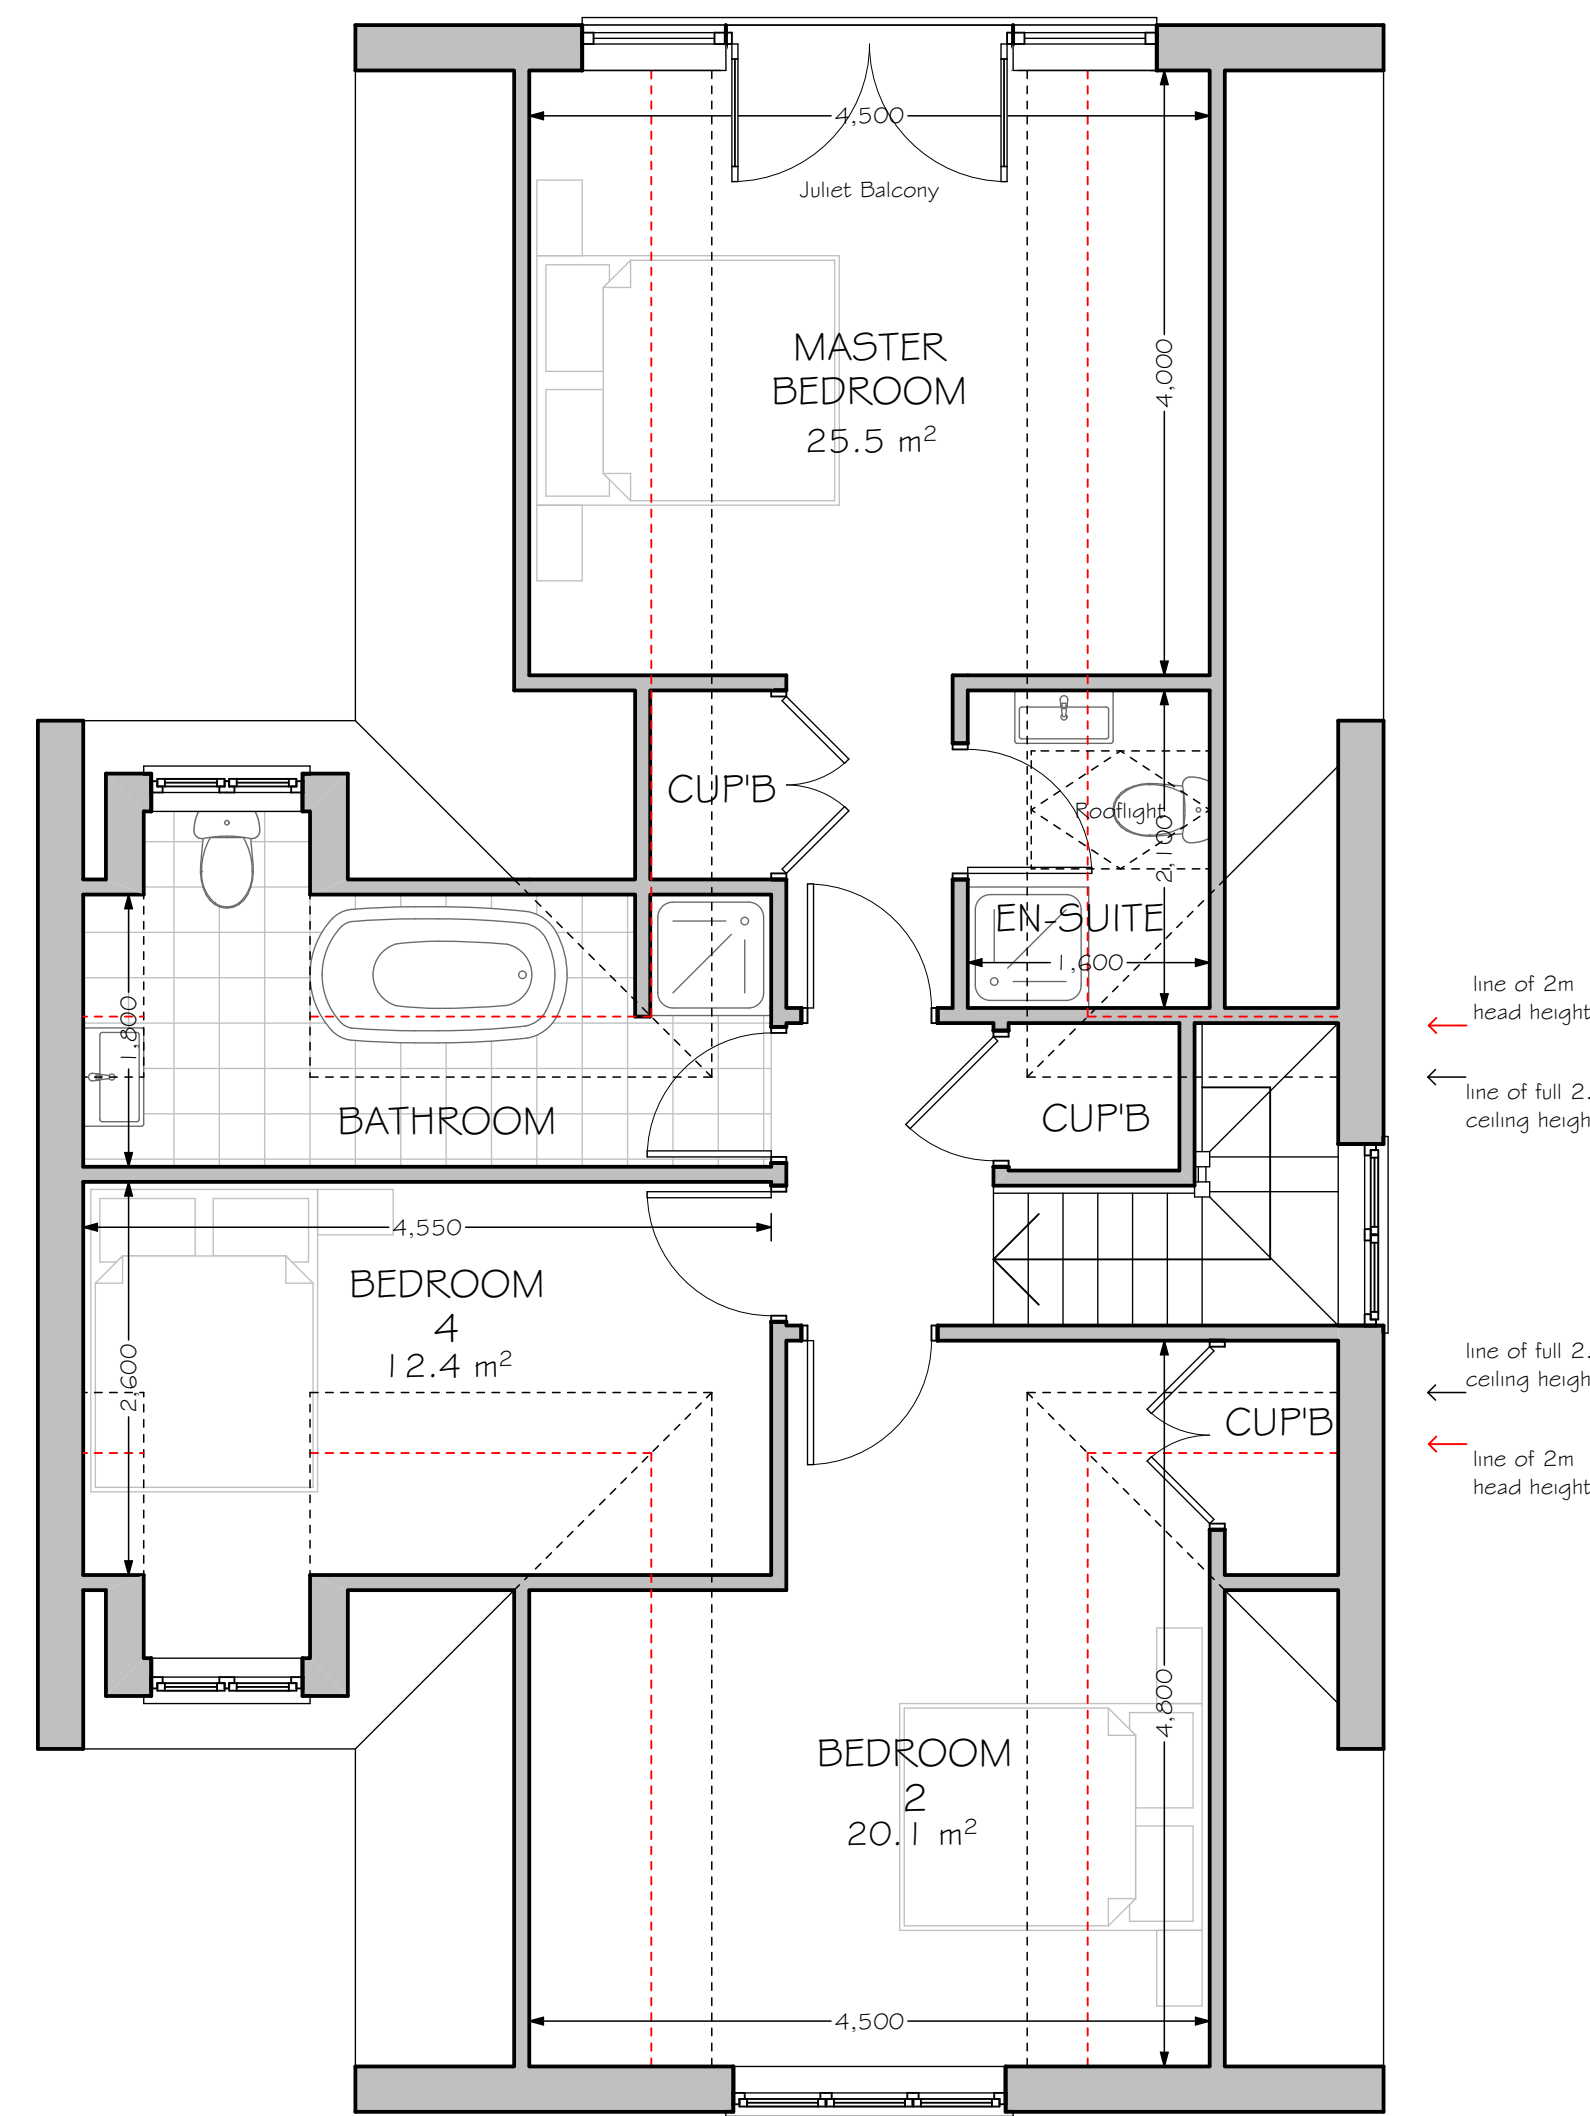 4,500
Juliet Balcony
MASTER
BEDROOM
25.5 m²
4,000
CUP'B
Rooflight
2,100
EN-SUITE
1,600
1,800
BATHROOM
CUP'B
line of 2m
head height
line of full 2.
ceiling heigh
4,550
BEDROOM
4
12.4 m²
2,600
line of full 2.
ceiling heigh
CUP'B
line of 2m
head height
4,800
BEDROOM
2
20.1 m²
4,500